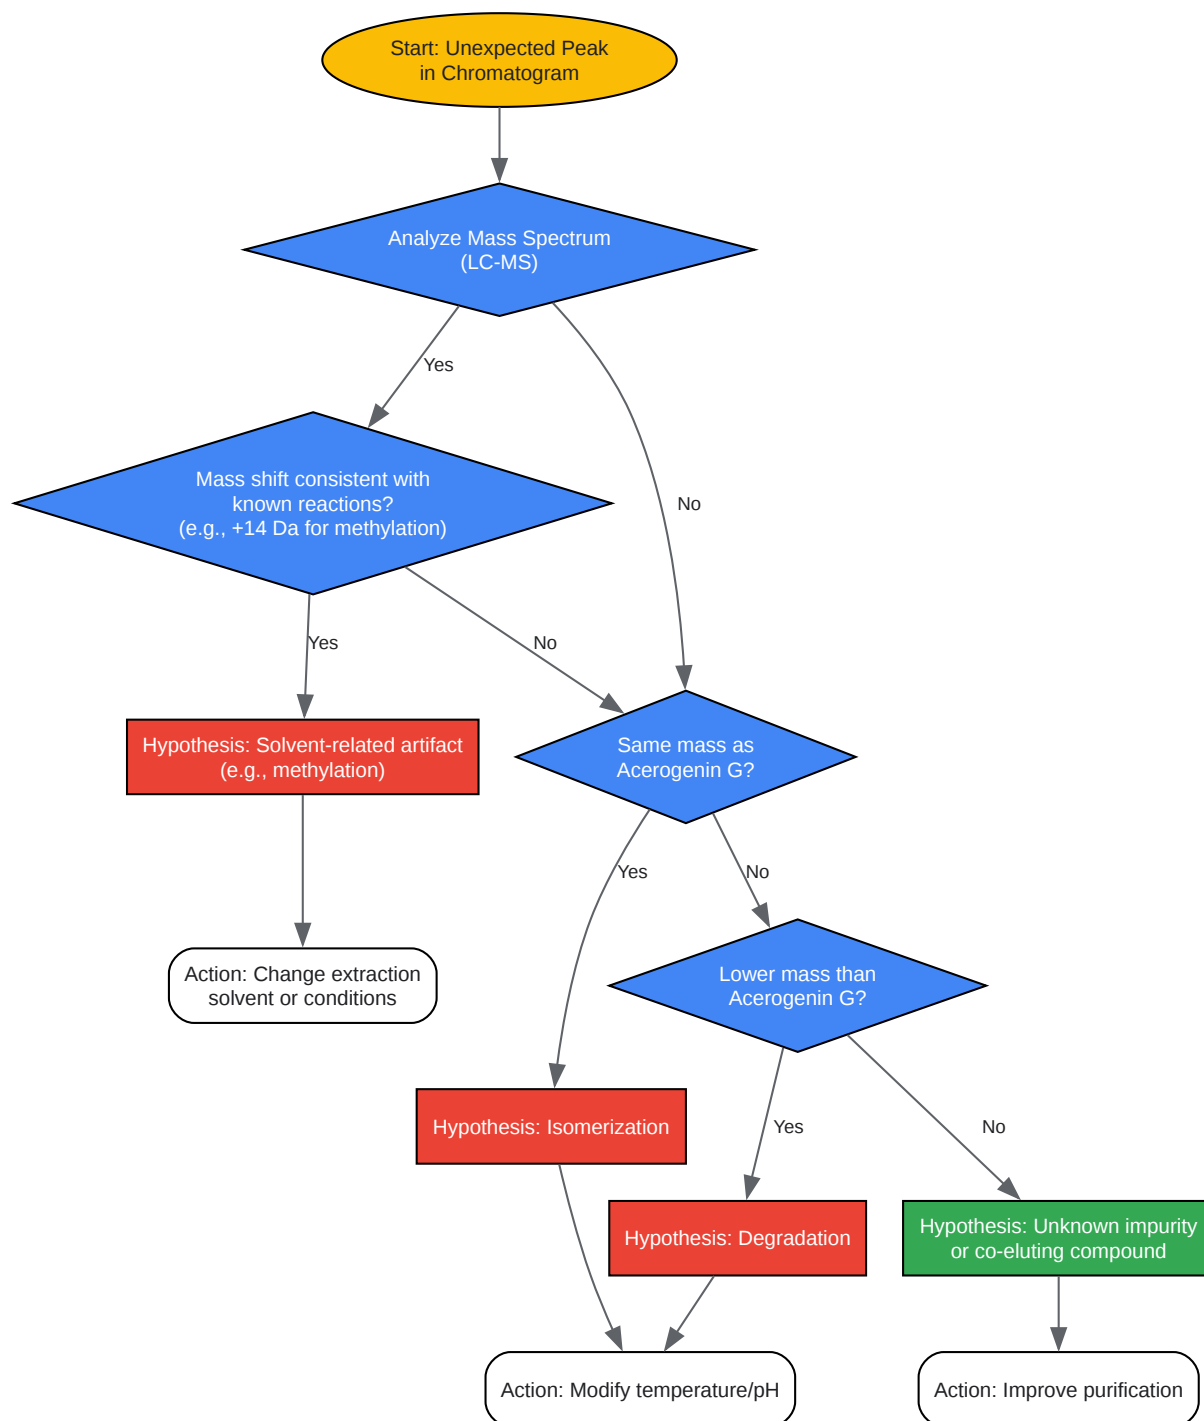 Start: Unexpected Peak
in Chromatogram
Analyze Mass Spectrum
(LC-MS)
Yes
No
Mass shift consistent with
known reactions?
(e.g., +14 Da for methylation)
Yes
No
Hypothesis: Solvent-related artifact
(e.g., methylation)
Same mass as
Acerogenin G?
Yes
No
Action: Change extraction
solvent or conditions
Lower mass than
Acerogenin G?
Yes
No
Hypothesis: Isomerization
Hypothesis: Degradation
Hypothesis: Unknown impurity
or co-eluting compound
Action: Modify temperature/pH
Action: Improve purification